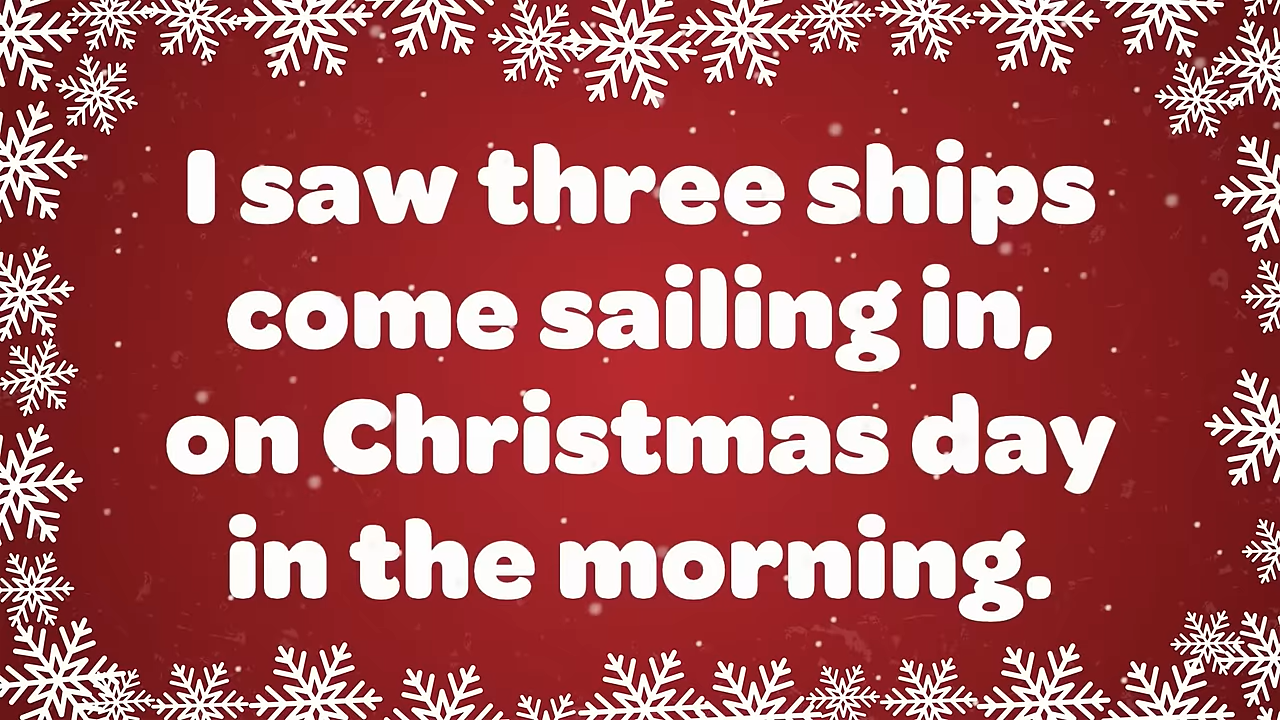 I saw three ships
come sailing in,
on Christmas day
in the morning.